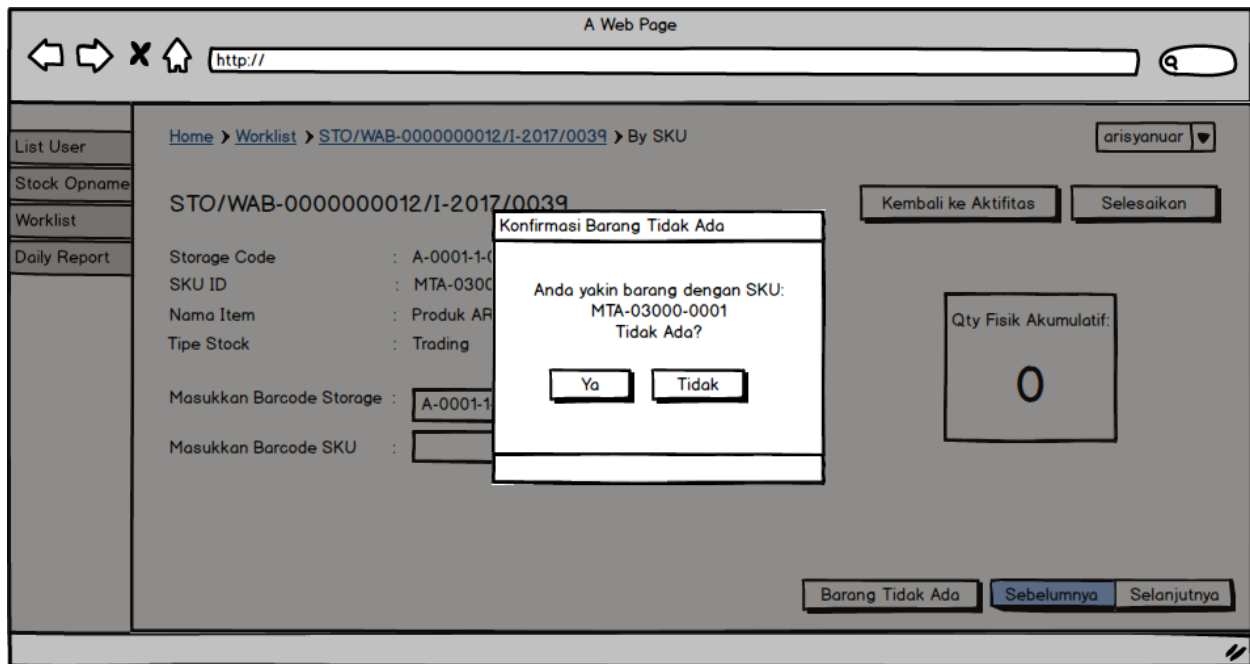 A Web Page
http://
List User
Stock Opname
Worklist
Daily Report
Home > Worklist > STO/WAB-0000000012/I-2017/0039 > By SKU
arisyanuar
STO/WAB-0000000012/I-2017/0039
Kembali ke Aktifitas
Selesaikan
Storage Code : A-0001-1-
SKU ID : MTA-0300
Nama Item : Produk AR
Tipe Stock : Trading
Masukkan Barcode Storage : A-0001-1
Masukkan Barcode SKU :
Konfirmasi Barang Tidak Ada
Anda yakin barang dengan SKU:
MTA-03000-0001
Tidak Ada?
Ya Tidak
Qty Fisik Akumulatif:
0
Barang Tidak Ada
Sebelumnya Selanjutnya